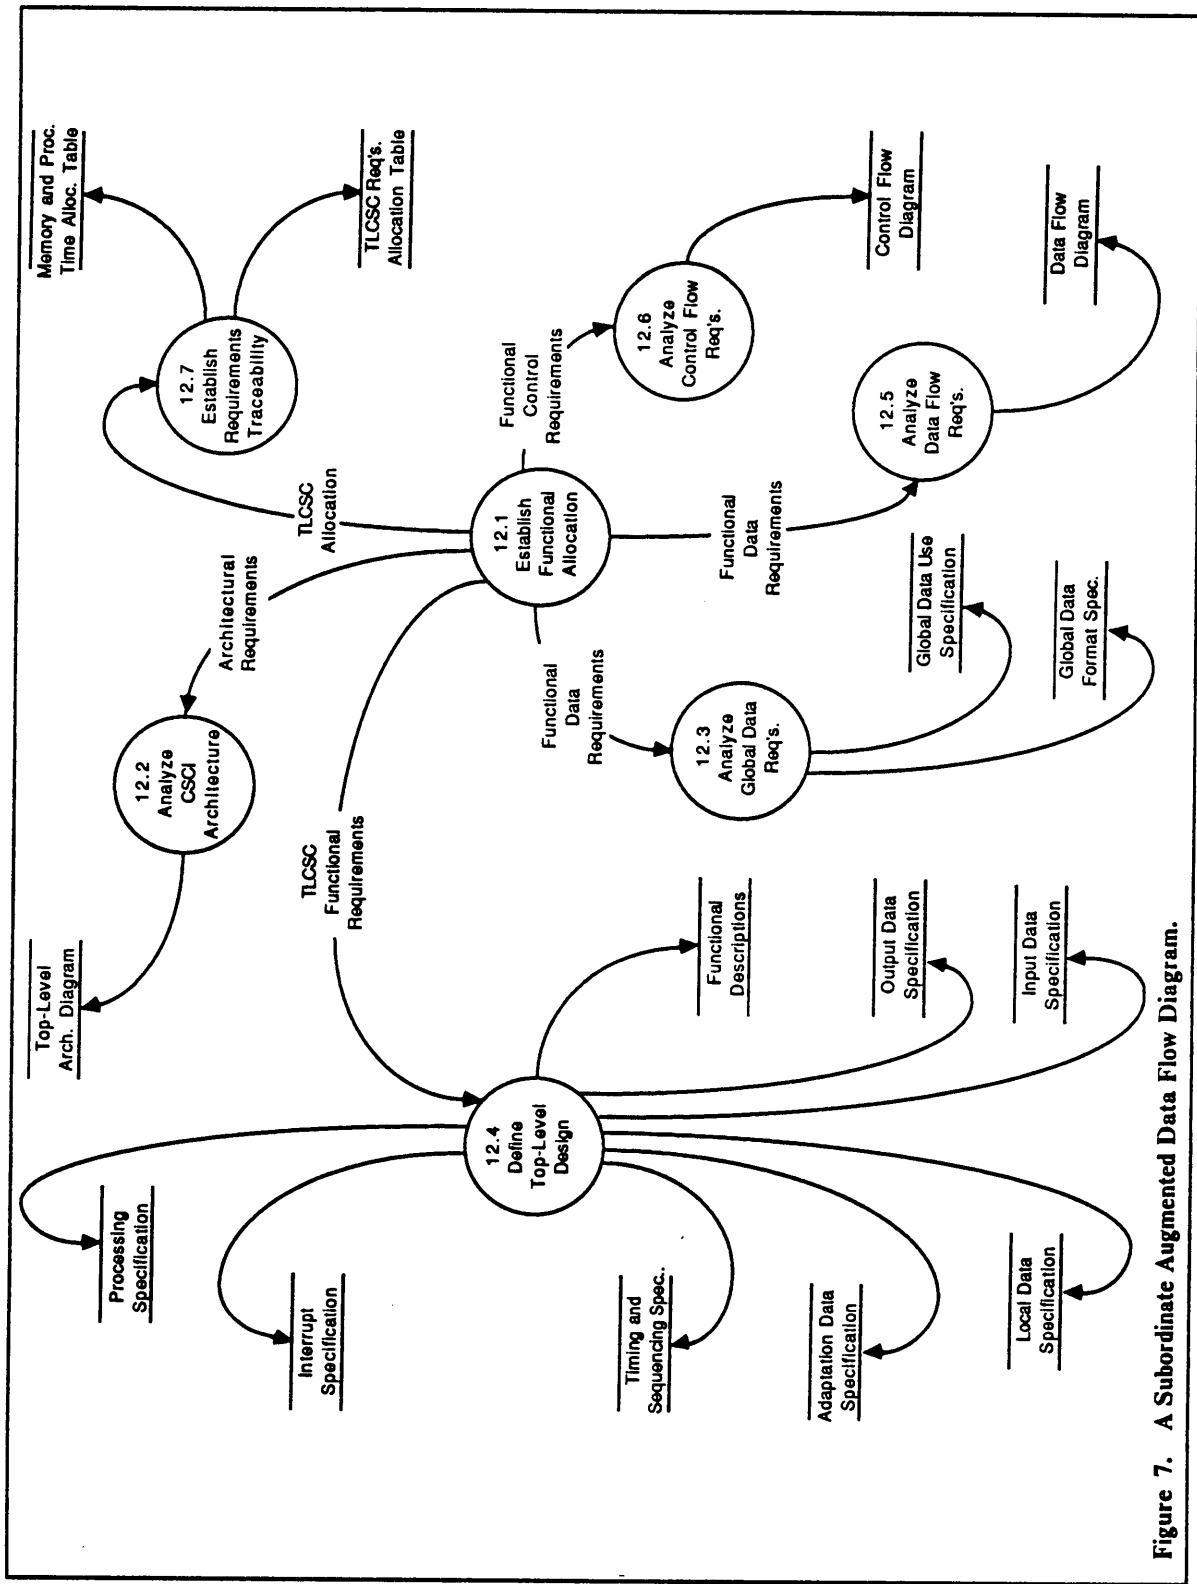 Top-Level
Arch. Diagram
Memory and Proc.
Time Alloc. Table
12.2
Analyze
CSCI
Architecture
Architectural
Requirements
12.7
Establish
Requirements
Traceability
TLCSC Req's.
Allocation Table
TLCSC
Allocation
Processing
Specification
Interrupt
Specification
TLCSC
Functional
Requirements
12.4
Define
Top-Level
Design
12.1
Establish
Functional
Allocation
Functional
Control
Requirements
12.6
Analyze
Control Flow
Req's.
Control Flow
Diagram
Functional
Data
Requirements
12.3
Analyze
Global Data
Req's.
Functional
Data
Requirements
12.5
Analyze
Data Flow
Req's.
Data Flow
Diagram
Timing and
Sequencing Spec..
Functional
Descriptions
Adaptation Data
Specification
Output Data
Specification
Global Data Use
Specification
Local Data
Specification
Input Data
Specification
Global Data
Format Spec.
Figure 7. A Subordinate Augmented Data Flow Diagram.